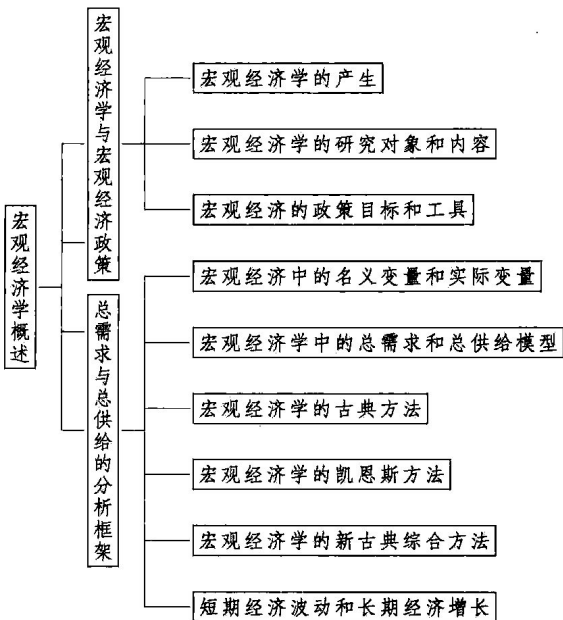 宏观经济学概述
宏观经济学与宏观经济政策
宏观经济学的产生
宏观经济学的研究对象和内容
宏观经济的政策目标和工具
总需求与总供给的分析框架
宏观经济中的名义变量和实际变量
宏观经济学中的总需求和总供给模型
宏观经济学的古典方法
宏观经济学的凯恩斯方法
宏观经济学的新古典综合方法
短期经济波动和长期经济增长